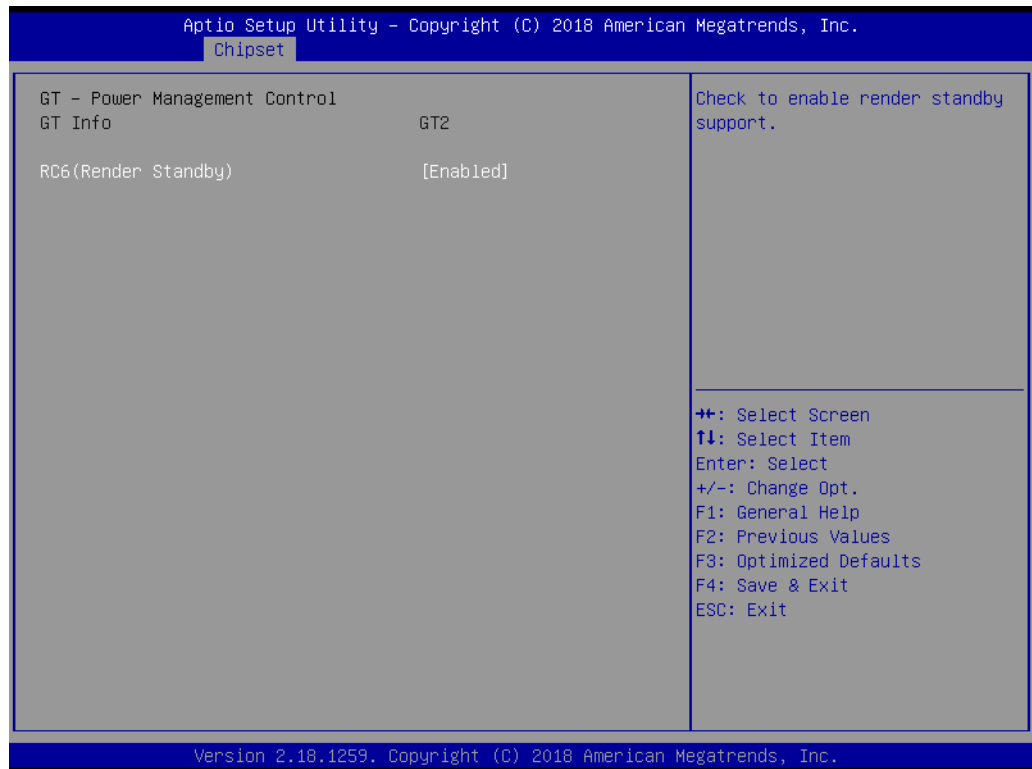 Aptio Setup Utility – Copyright (C) 2018 American Megatrends, Inc.
Chipset
GT – Power Management Control
GT Info GT2
RC6(Render Standby) [Enabled]
Check to enable render standby
support.
→←: Select Screen
↑↓: Select Item
Enter: Select
+/-: Change Opt.
F1: General Help
F2: Previous Values
F3: Optimized Defaults
F4: Save & Exit
ESC: Exit
Version 2.18.1259. Copyright (C) 2018 American Megatrends, Inc.